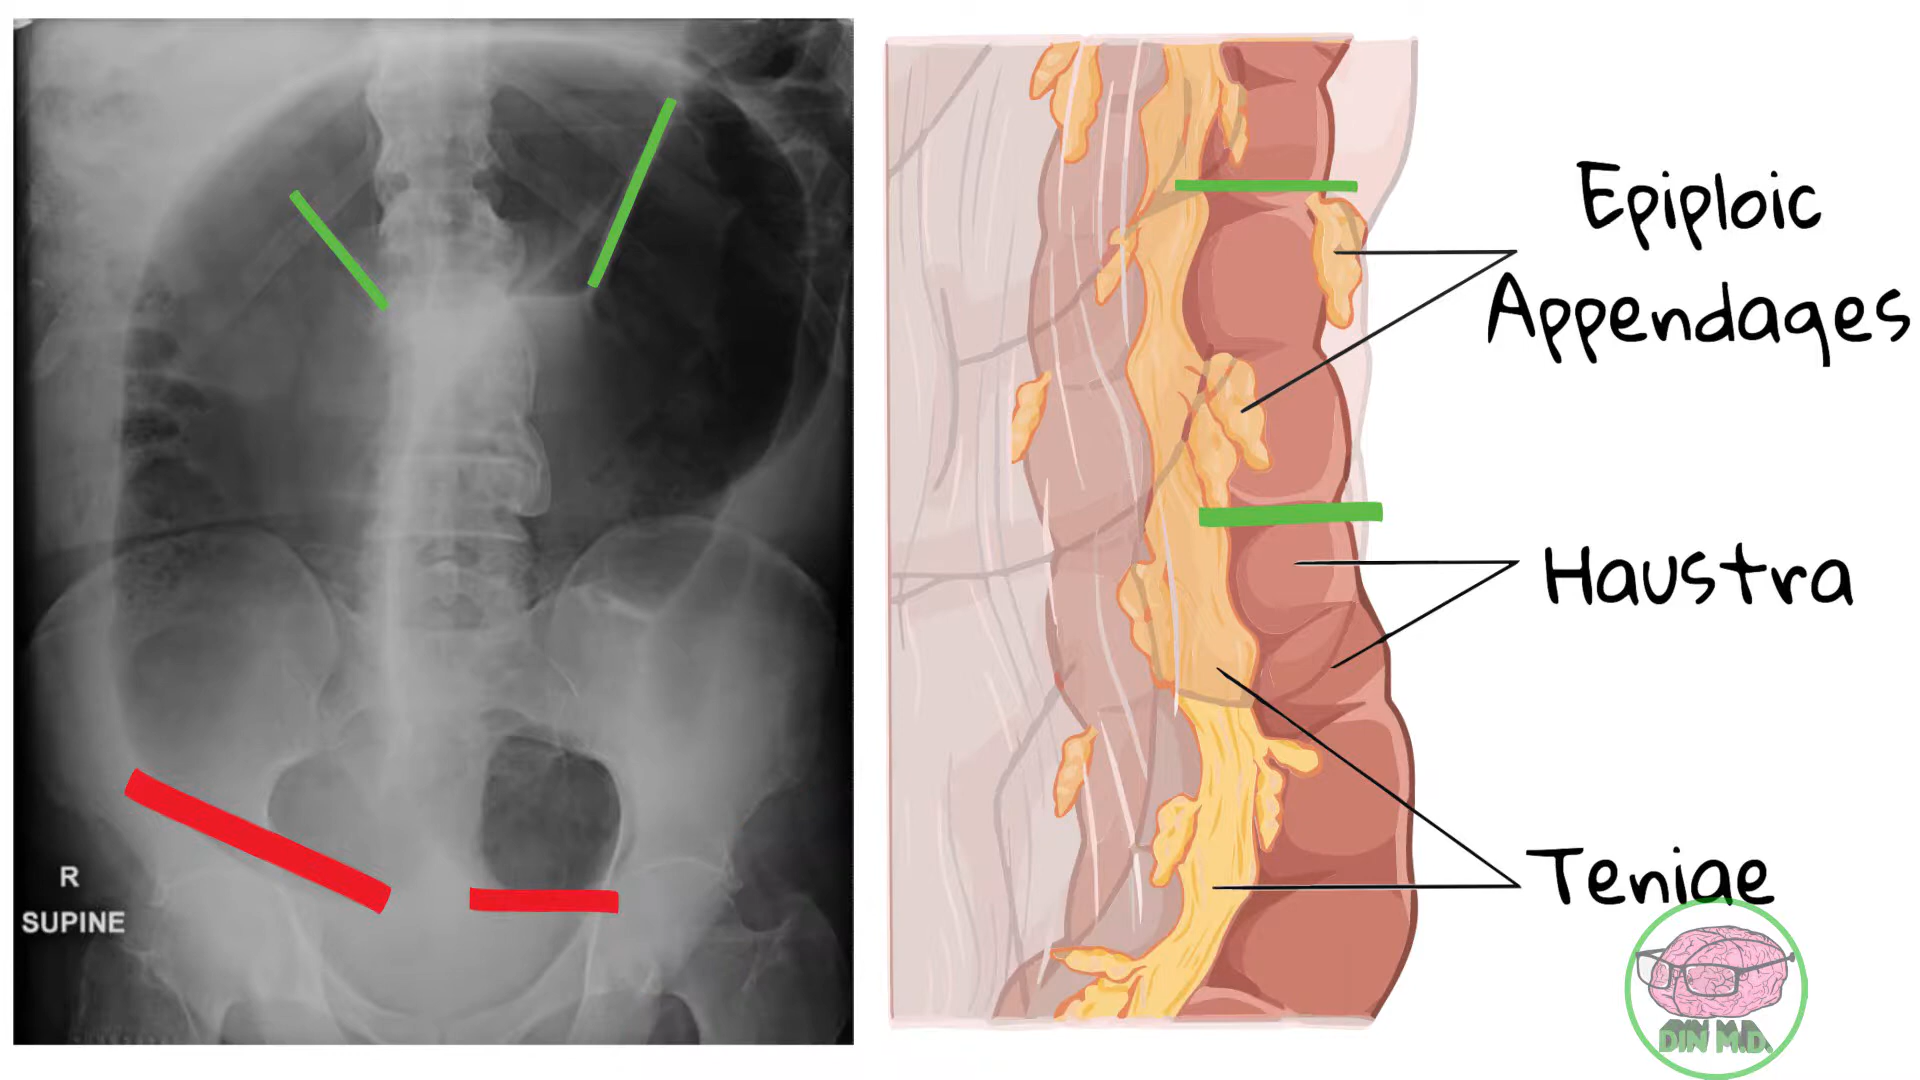 R
SUPINE
Epiploic
Appendages
Haustra
Teniae
DIN M.D.